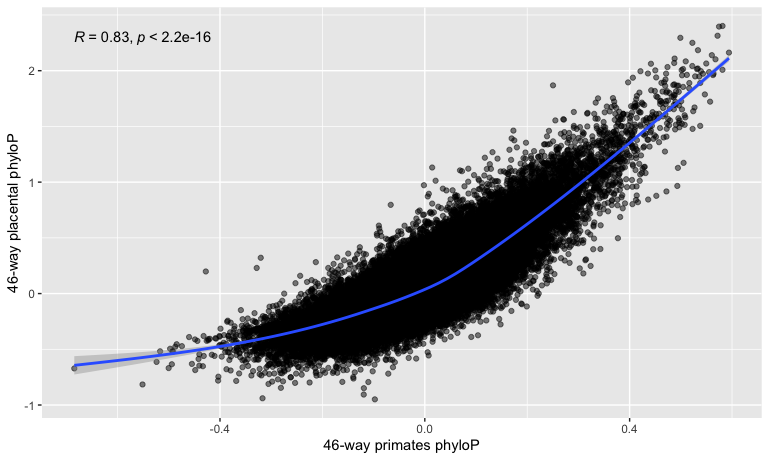 R = 0.83, p < 2.2e-16
2
1
0
-1
46-way placental phyloP
-0.4 0.0 0.4
46-way primates phyloP